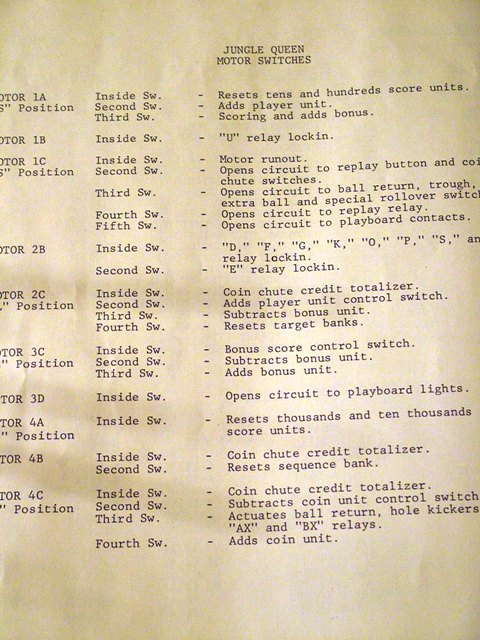 JUNGLE QUEEN
MOTOR SWITCHES
OTOR 1A Inside Sw. - Resets tens and hundreds score units.
S" Position Second Sw. - Adds player unit.
Third Sw. - Scoring and adds bonus.
OTOR 1B Inside Sw. - "U" relay lockin.
OTOR 1C Inside Sw. - Motor runout.
S" Position Second Sw. - Opens circuit to replay button and coi
chute switches.
Third Sw. - Opens circuit to ball return, trough,
extra ball and special rollover switch
Fourth Sw. - Opens circuit to replay relay.
Fifth Sw. - Opens circuit to playboard contacts.
OTOR 2B Inside Sw. - "D," "F," "G," "K," "O," "P," "S," an
relay lockin.
Second Sw. - "E" relay lockin.
OTOR 2C Inside Sw. - Coin chute credit totalizer.
" Position Second Sw. - Adds player unit control switch.
Third Sw. - Subtracts bonus unit.
Fourth Sw. - Resets target banks.
OTOR 3C Inside Sw. - Bonus score control switch.
" Position Second Sw. - Subtracts bonus unit.
Third Sw. - Adds bonus unit.
OTOR 3D Inside Sw. - Opens circuit to playboard lights.
OTOR 4A Inside Sw. - Resets thousands and ten thousands
" Position score units.
TOR 4B Inside Sw. - Coin chute credit totalizer.
Second Sw. - Resets sequence bank.
TOR 4C Inside Sw. - Coin chute credit totalizer.
" Position Second Sw. - Subtracts coin unit control switch
Third Sw. - Actuates ball return, hole kickers
"AX" and "BX" relays.
Fourth Sw. - Adds coin unit.